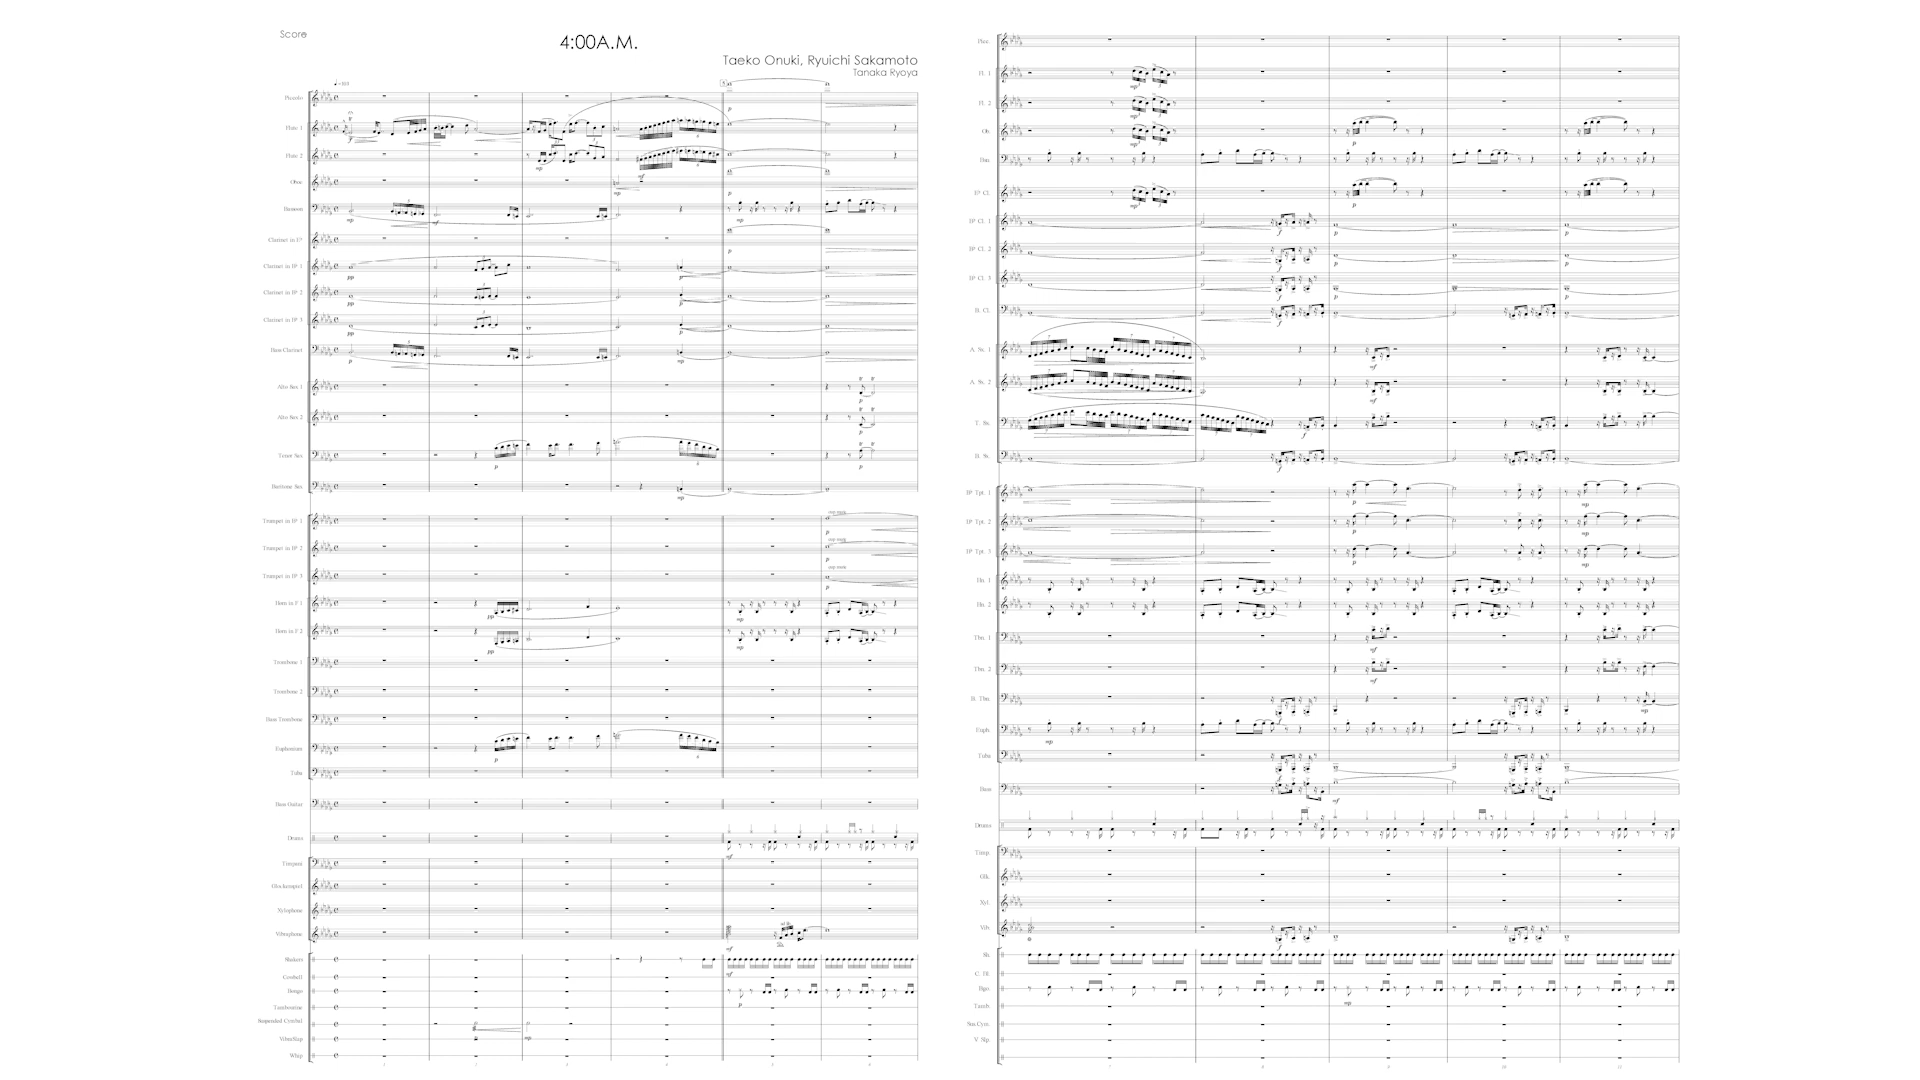 Score
4:00A.M.
Taeko Onuki, Ryuichi Sakamoto
Tanaka Ryoya
Piccolo
Flute 1
Flute 2
Oboe
Bassoon
Clarinet in E♭
Clarinet in B♭ 1
Clarinet in B♭ 2
Clarinet in B♭ 3
Bass Clarinet
Alto Sax 1
Alto Sax 2
Tenor Sax
Baritone Sax
Trumpet in B♭ 1
Trumpet in B♭ 2
Trumpet in B♭ 3
Horn in F 1
Horn in F 2
Trombone 1
Trombone 2
Bass Trombone
Euphonium
Tuba
Bass Guitar
Drums
Timpani
Glockenspiel
Xylophone
Vibraphone
Shakers
Cymbals
Bongo
Tambourine
Suspended Cymbal
VibraSlap
Whip
Picc.
Fl. 1
Fl. 2
Ob.
Bsn.
E♭ Cl.
B♭ Cl. 1
B♭ Cl. 2
B♭ Cl. 3
B. Cl.
A. Sx. 1
A. Sx. 2
T. Sx.
B. Sx.
B♭ Tpt. 1
B♭ Tpt. 2
B♭ Tpt. 3
Hn. 1
Hn. 2
Tbn. 1
Tbn. 2
B. Tbn.
Euph.
Tuba
Bass
Drums
Timp.
Glk.
Xyl.
Vib.
Sh.
Bgo.
Tamb.
Sus.Cym.